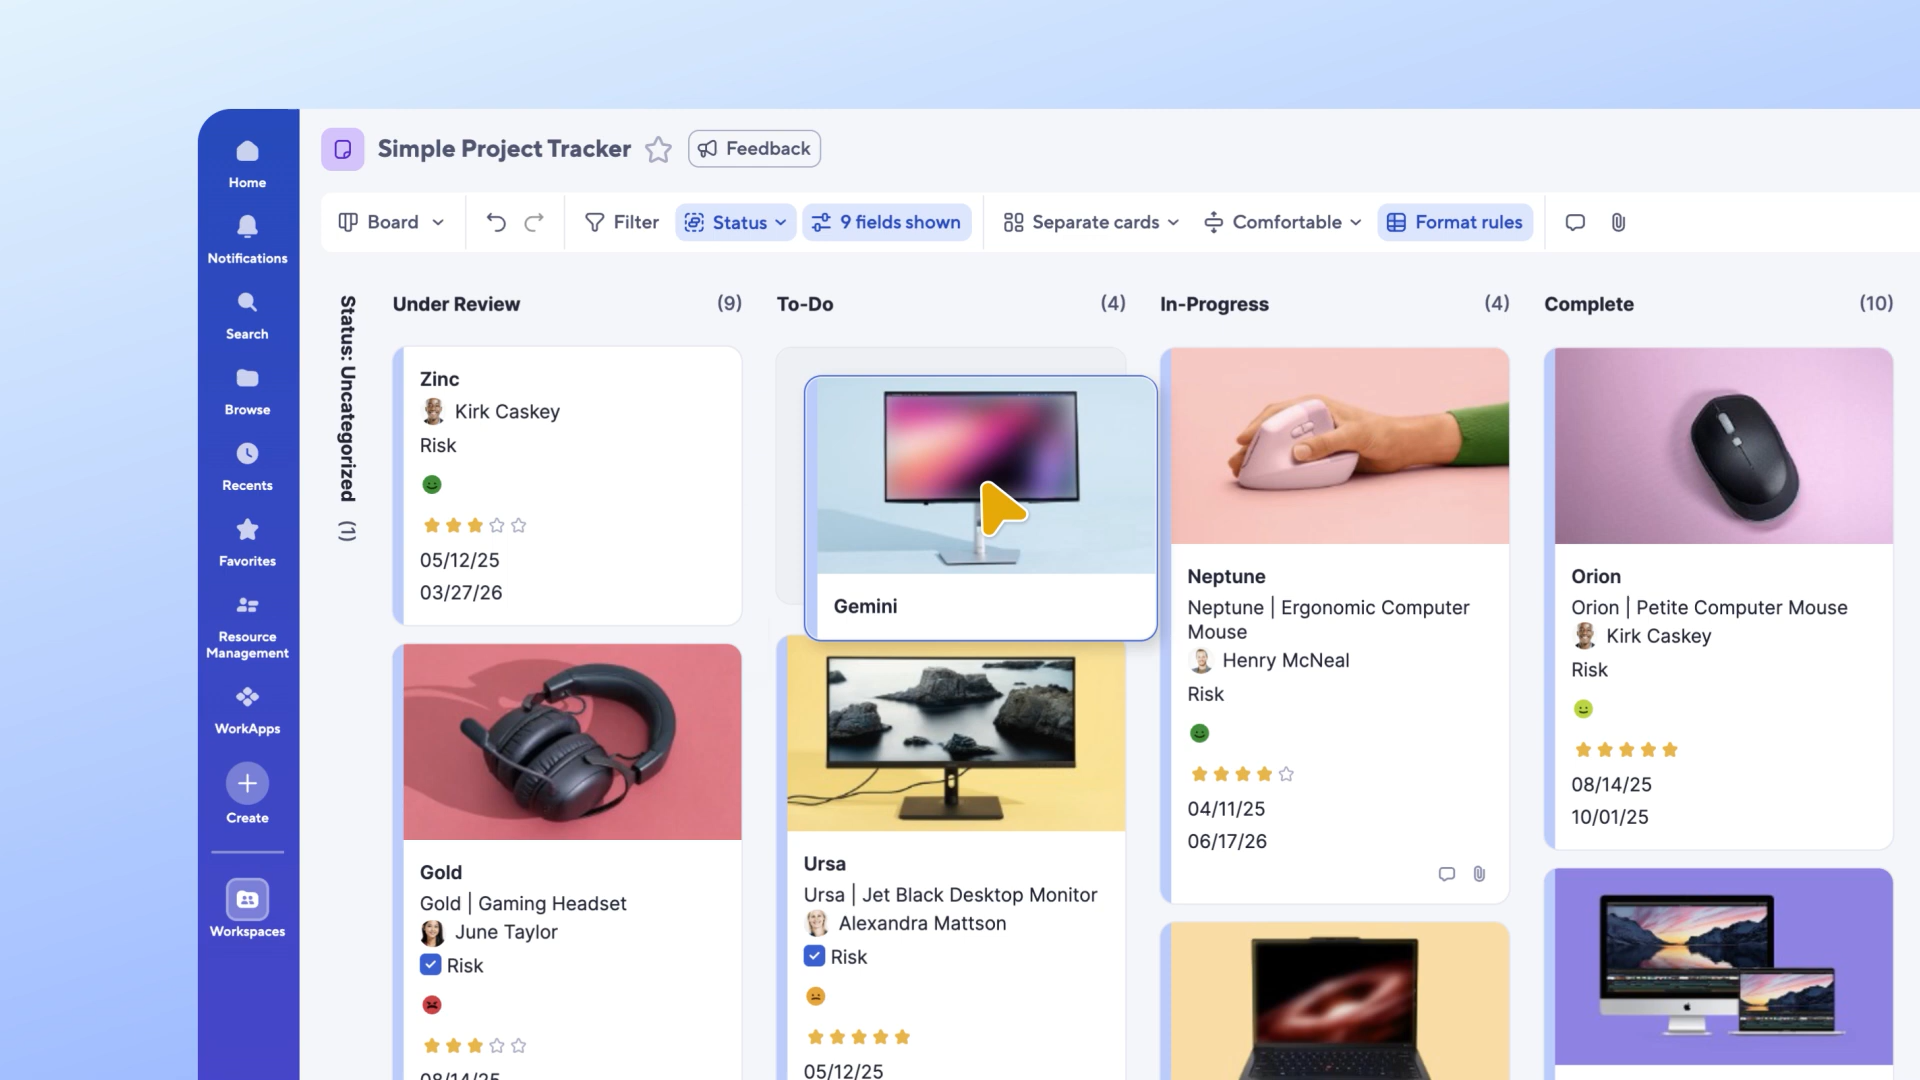 Simple Project Tracker
Feedback
Home
Notifications
Search
Browse
Recents
Favorites
Resource
Management
WorkApps
Create
Workspaces
Board
Filter
Status
9 fields shown
Separate cards
Comfortable
Format rules
Status: Uncategorized (1)
Under Review (9)
Zinc
Kirk Caskey
Risk
05/12/25
03/27/26
Gold
Gold | Gaming Headset
June Taylor
Risk
08/14/25
To-Do (4)
Gemini
Ursa
Ursa | Jet Black Desktop Monitor
Alexandra Mattson
Risk
05/12/25
In-Progress (4)
Neptune
Neptune | Ergonomic Computer
Mouse
Henry McNeal
Risk
04/11/25
06/17/26
Complete (10)
Orion
Orion | Petite Computer Mouse
Kirk Caskey
Risk
08/14/25
10/01/25